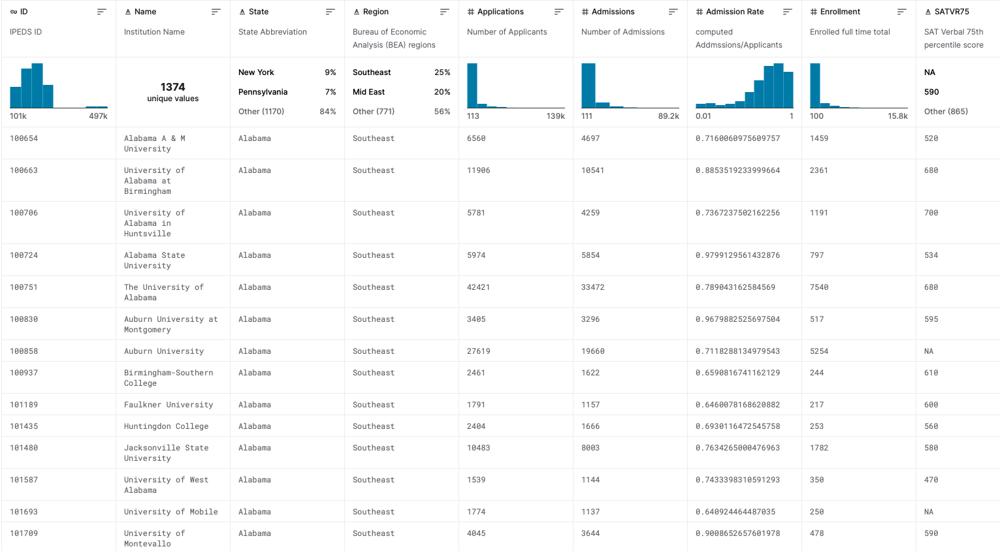 ID Name State Region Applications Admissions Admission Rate Enrollment SATVR75
IPEDS ID Institution Name State Abbreviation Bureau of Economic Number of Applicants Number of Admissions computed Enrolled full time total SAT Verbal 75th
Analysis (BEA) regions Addmssions/Applicants percentile score
New York 9% Southeast 25% NA
1374
unique values
Pennsylvania 7% Mid East 20% 590
Other (1170) 84% Other (771) 56% Other (865)
101k 497k 113 139k 111 89.2k 0.01 1 100 15.8k
100654 Alabama A & M Alabama Southeast 6560 4697 0.7160060975609757 1459 520
University
100663 University of Alabama Southeast 11906 10541 0.8853519233999664 2361 680
Alabama at
Birmingham
100706 University of Alabama Southeast 5781 4259 0.7367237502162256 1191 700
Alabama in
Huntsville
100724 Alabama State Alabama Southeast 5974 5854 0.9799129561432876 797 534
University
100751 The University of Alabama Southeast 42421 33472 0.789043162584569 7540 680
Alabama
100830 Auburn University at Alabama Southeast 3405 3296 0.9679882525697504 517 595
Montgomery
100858 Auburn University Alabama Southeast 27619 19660 0.7118288134979543 5254 NA
100937 Birmingham-Southern Alabama Southeast 2461 1622 0.6590816741162129 244 610
College
101189 Faulkner University Alabama Southeast 1791 1157 0.6460078168620882 217 600
101435 Huntingdon College Alabama Southeast 2404 1666 0.6930116472545758 253 560
101480 Jacksonville State Alabama Southeast 10483 8003 0.7634265000476963 1782 580
University
101587 University of West Alabama Southeast 1539 1144 0.7433398310591293 350 470
Alabama
101693 University of Mobile Alabama Southeast 1774 1137 0.640924464487035 250 NA
101709 University of Alabama Southeast 4045 3644 0.9008652657601978 478 590
Montevallo